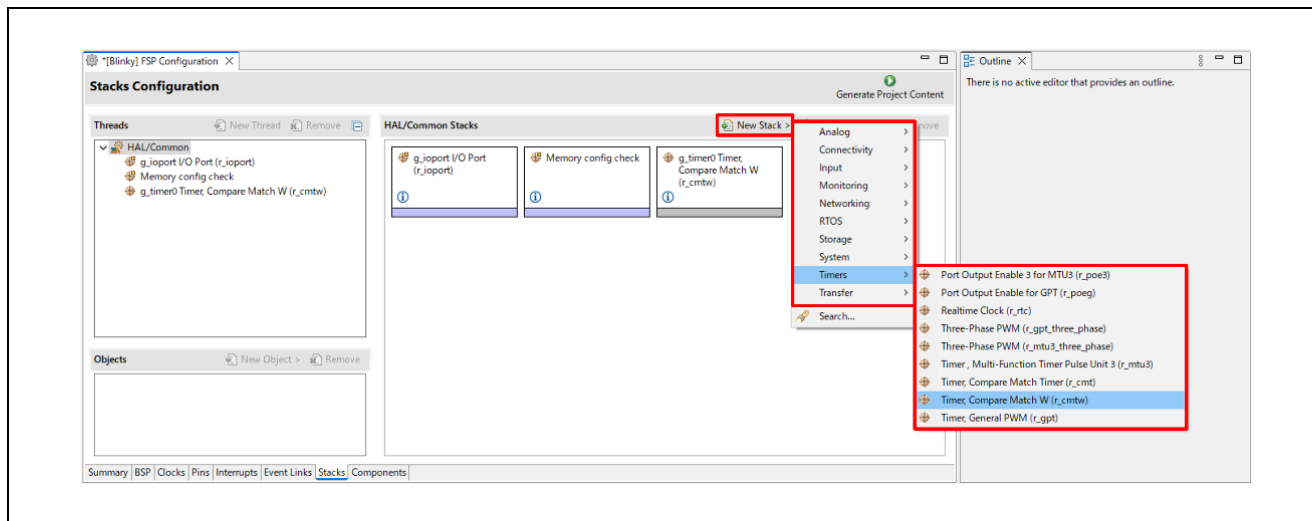 *[Blinky] FSP Configuration
Outline
Stacks Configuration
Generate Project Content
There is no active editor that provides an outline.
Threads
New Thread
Remove
HAL/Common Stacks
New Stack >
HAL/Common
g_ioport I/O Port (r_ioport)
Memory config check
g_timer0 Timer, Compare Match W (r_cmtw)
g_ioport I/O Port
(r_ioport)
Memory config check
g_timer0 Timer,
Compare Match W
(r_cmtw)
Analog >
Connectivity >
Input >
Monitoring >
Networking >
RTOS >
Storage >
System >
Timers >
Transfer >
Search...
Port Output Enable 3 for MTU3 (r_poe3)
Port Output Enable for GPT (r_poeg)
Realtime Clock (r_rtc)
Three-Phase PWM (r_gpt_three_phase)
Three-Phase PWM (r_mtu3_three_phase)
Timer , Multi-Function Timer Pulse Unit 3 (r_mtu3)
Timer, Compare Match Timer (r_cmt)
Timer, Compare Match W (r_cmtw)
Timer, General PWM (r_gpt)
Objects
New Object >
Remove
Summary BSP Clocks Pins Interrupts Event Links Stacks Components